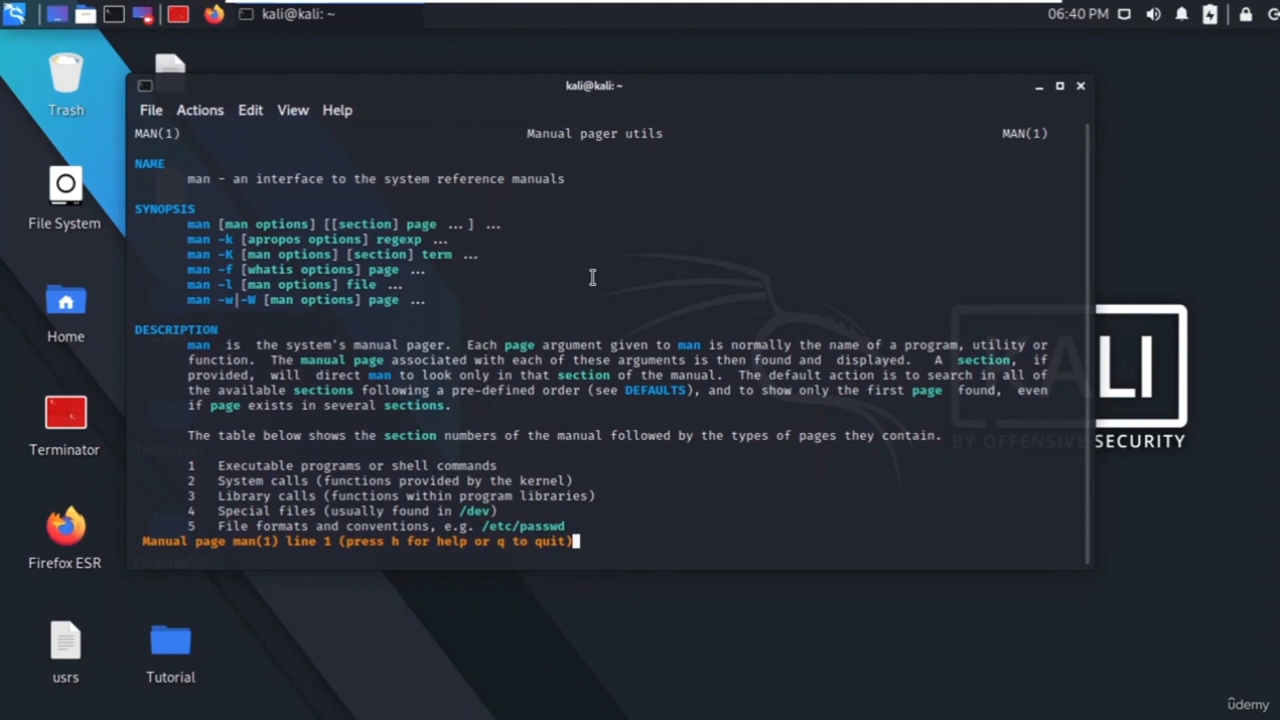 kali@kali: ~
06:40 PM
Trash
File System
Home
Terminator
Firefox ESR
usrs
Tutorial
kali@kali:~
File Actions Edit View Help
MAN(1) Manual pager utils MAN(1)
NAME
man - an interface to the system reference manuals
SYNOPSIS
man [man options] [[section] page ...] ...
man -k [apropos options] regexp ...
man -K [man options] [section] term ...
man -f [whatis options] page ...
man -l [man options] file ...
man -w|-W [man options] page ...
DESCRIPTION
man is the system's manual pager. Each page argument given to man is normally the name of a program, utility or
function. The manual page associated with each of these arguments is then found and displayed. A section, if
provided, will direct man to look only in that section of the manual. The default action is to search in all of
the available sections following a pre-defined order (see DEFAULTS), and to show only the first page found, even
if page exists in several sections.
The table below shows the section numbers of the manual followed by the types of pages they contain.
1 Executable programs or shell commands
2 System calls (functions provided by the kernel)
3 Library calls (functions within program libraries)
4 Special files (usually found in /dev)
5 File formats and conventions, e.g. /etc/passwd
Manual page man(1) line 1 (press h for help or q to quit)
KALI
BY OFFENSIVE SECURITY
ûdemy